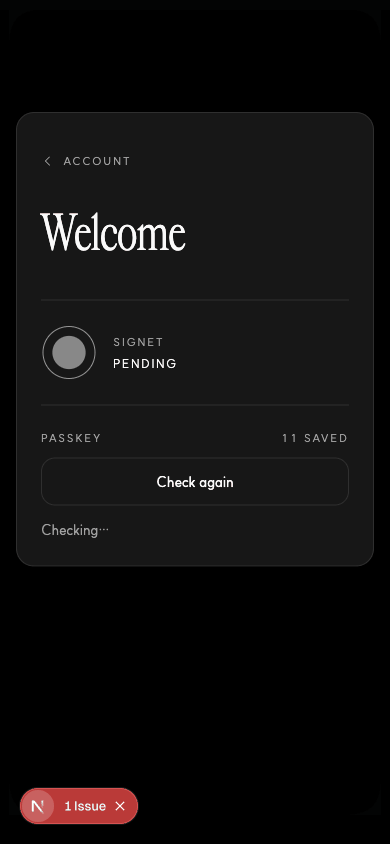 ACCOUNT
Welcome
SIGNET
PENDING
PASSKEY 11 SAVED
Check again
Checking···
N 1 Issue